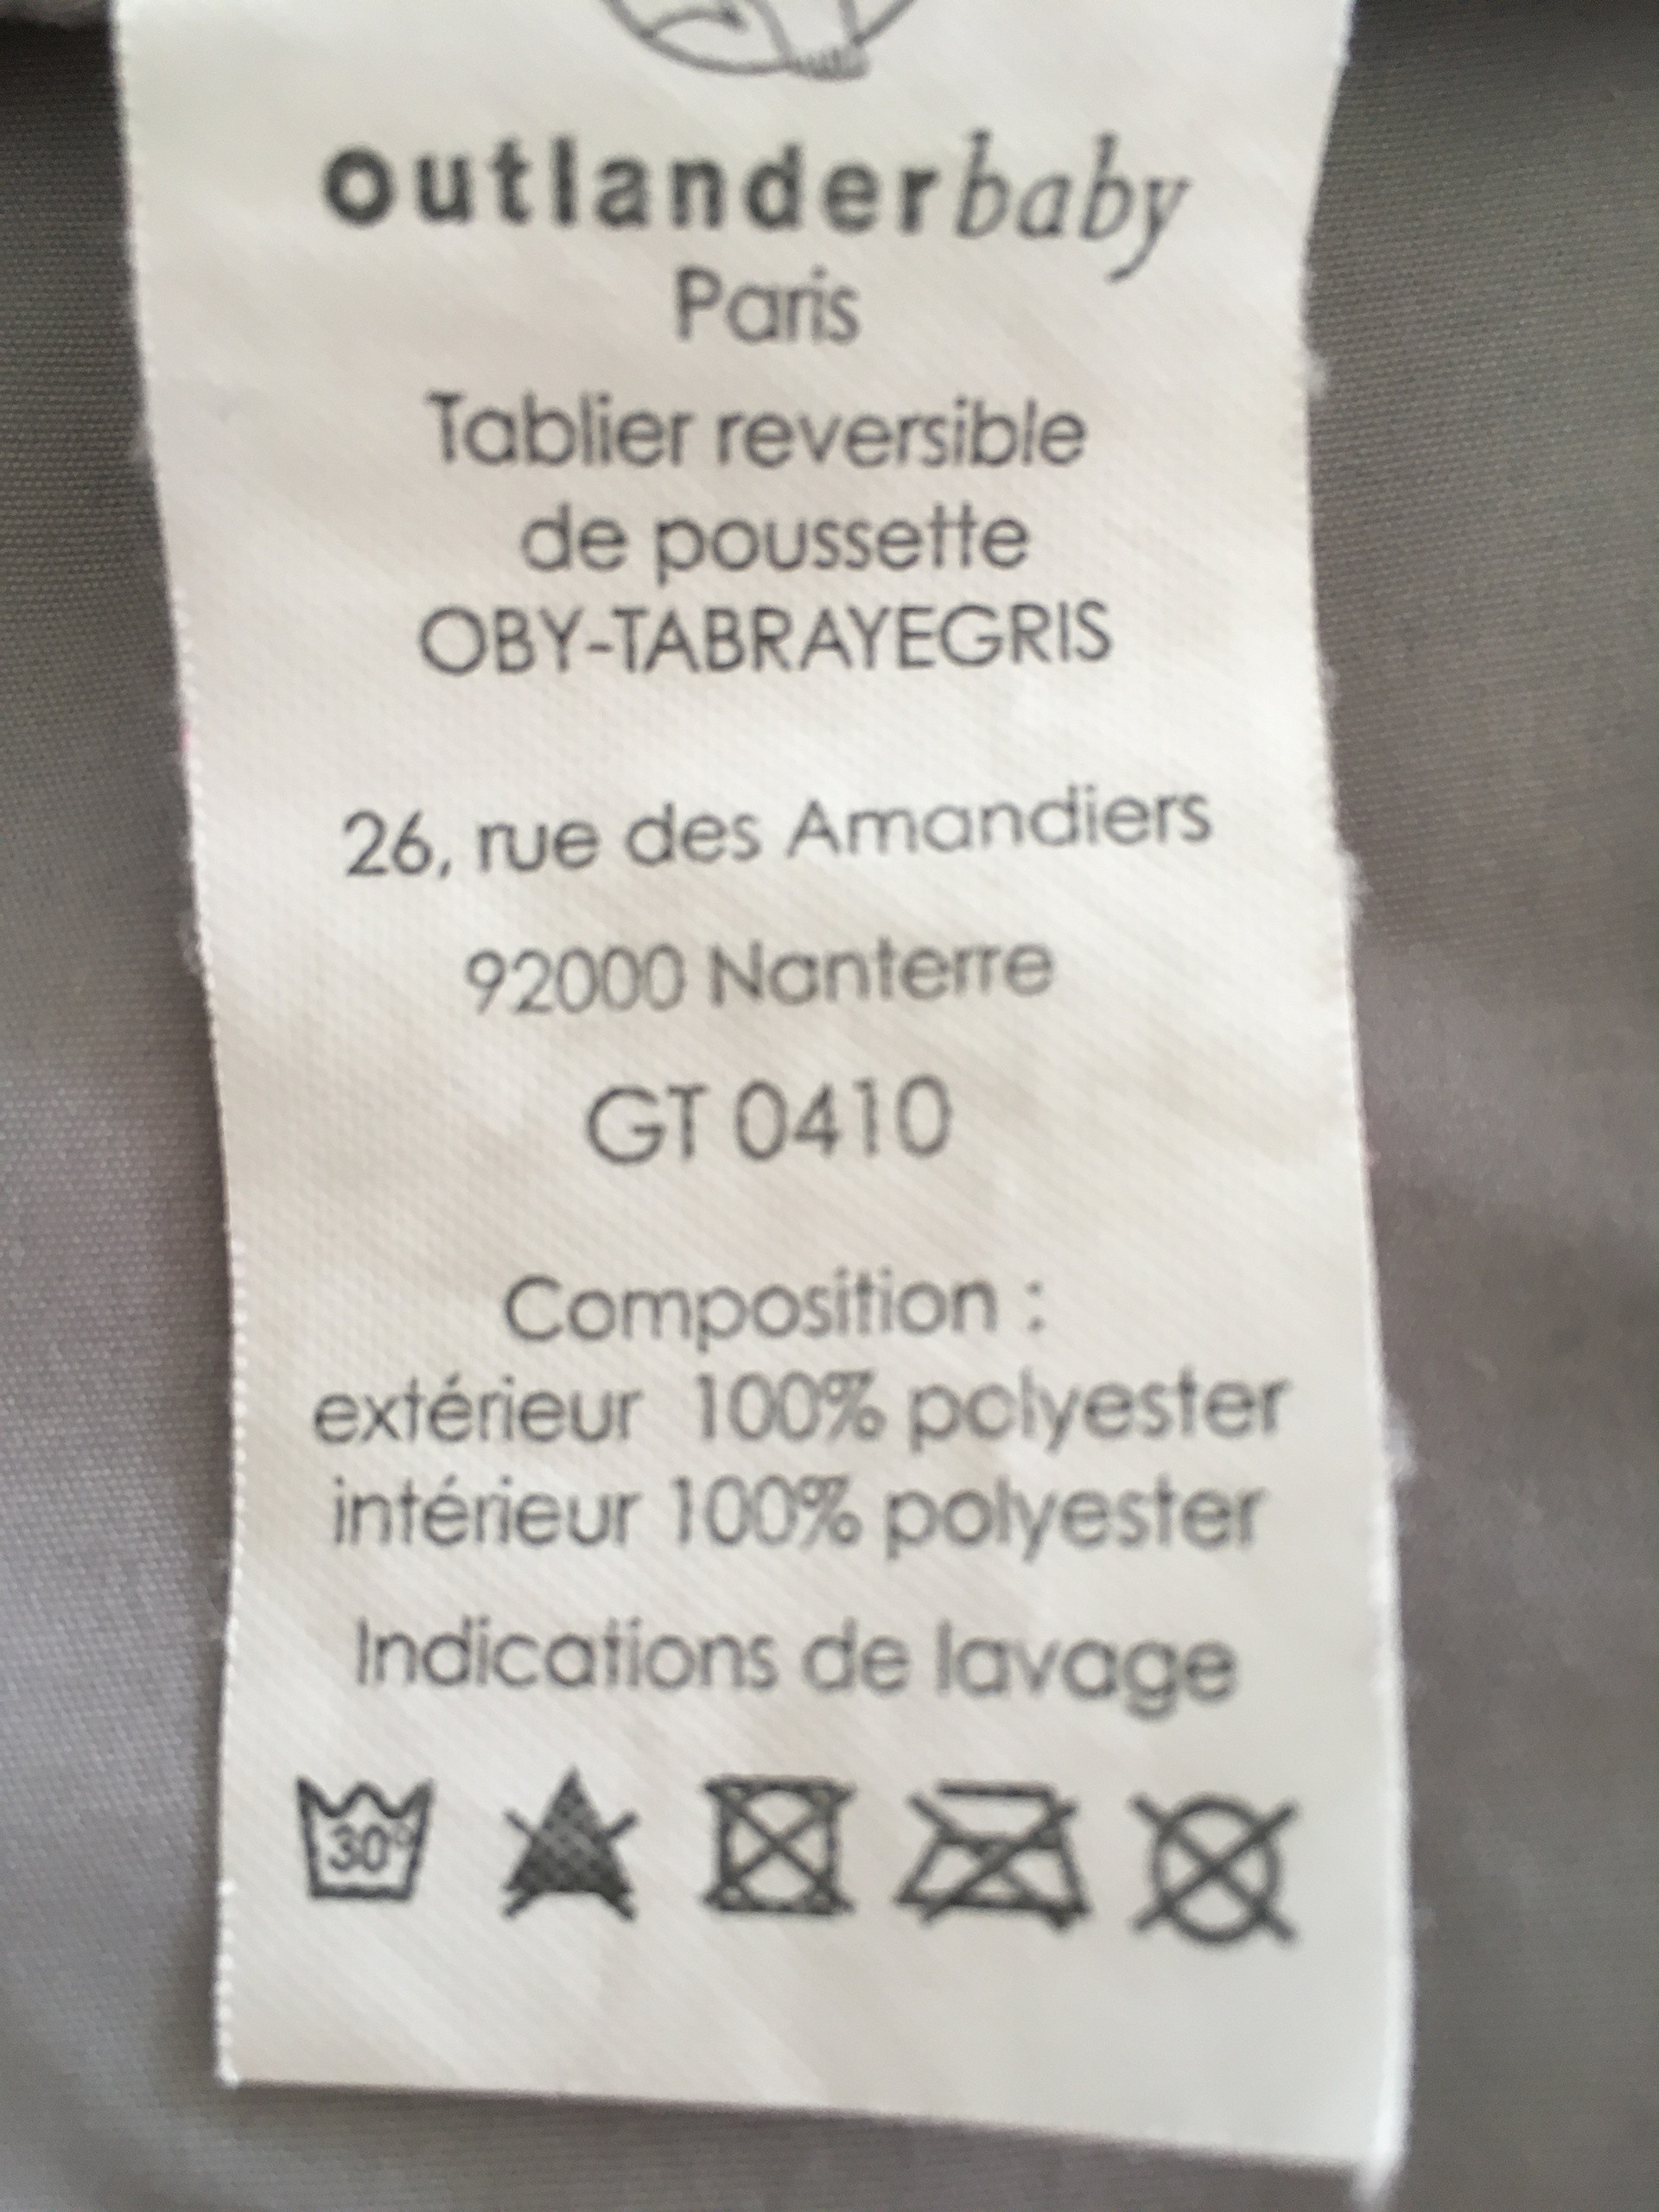 outlanderbaby
Paris
Tablier reversible
de poussette
OBY-TABRAYEGRIS
26, rue des Amandiers
92000 Nanterre
GT 0410
Composition :
extérieur 100% polyester
intérieur 100% polyester
Indications de lavage
30°